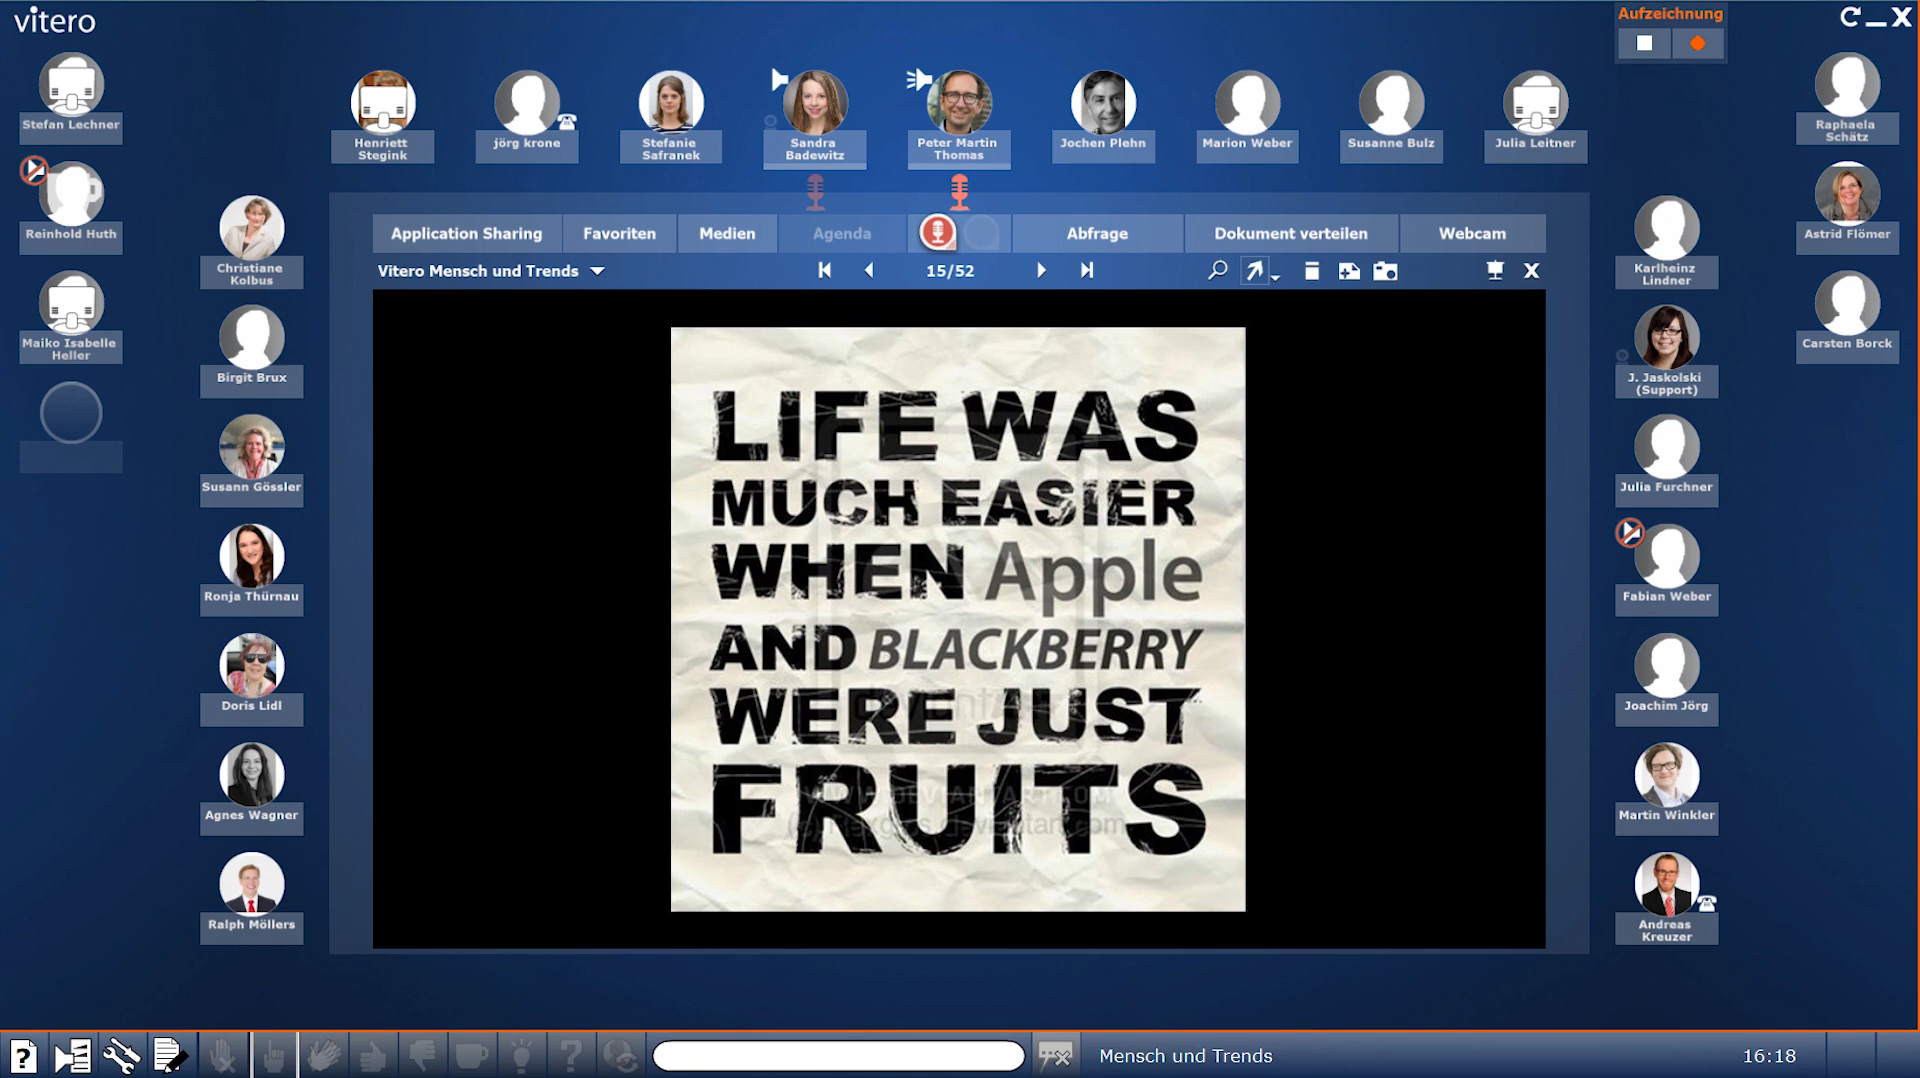 vitero
Aufzeichnung
Stefan Lechner
Reinhold Huth
Maiko Isabelle
Heller
Henriett
Stegink
jörg krone
Stefanie
Safranek
Sandra
Badewitz
Peter Martin
Thomas
Jochen Plehn
Marion Weber
Susanne Bulz
Julia Leitner
Raphaela
Schätz
Astrid Flömer
Carsten Borck
Christiane
Kolbus
Birgit Brux
Susann Gössler
Ronja Thürnau
Doris Lidl
Agnes Wagner
Ralph Möllers
Application Sharing Favoriten Medien Agenda Abfrage Dokument verteilen Webcam
Vitero Mensch und Trends 15/52
LIFE WAS
MUCH EASIER
WHEN Apple
AND BLACKBERRY
WERE JUST
FRUITS
Karlheinz
Lindner
J. Jaskolski
(Support)
Julia Furchner
Fabian Weber
Joachim Jörg
Martin Winkler
Andreas
Kreuzer
Mensch und Trends 16:18